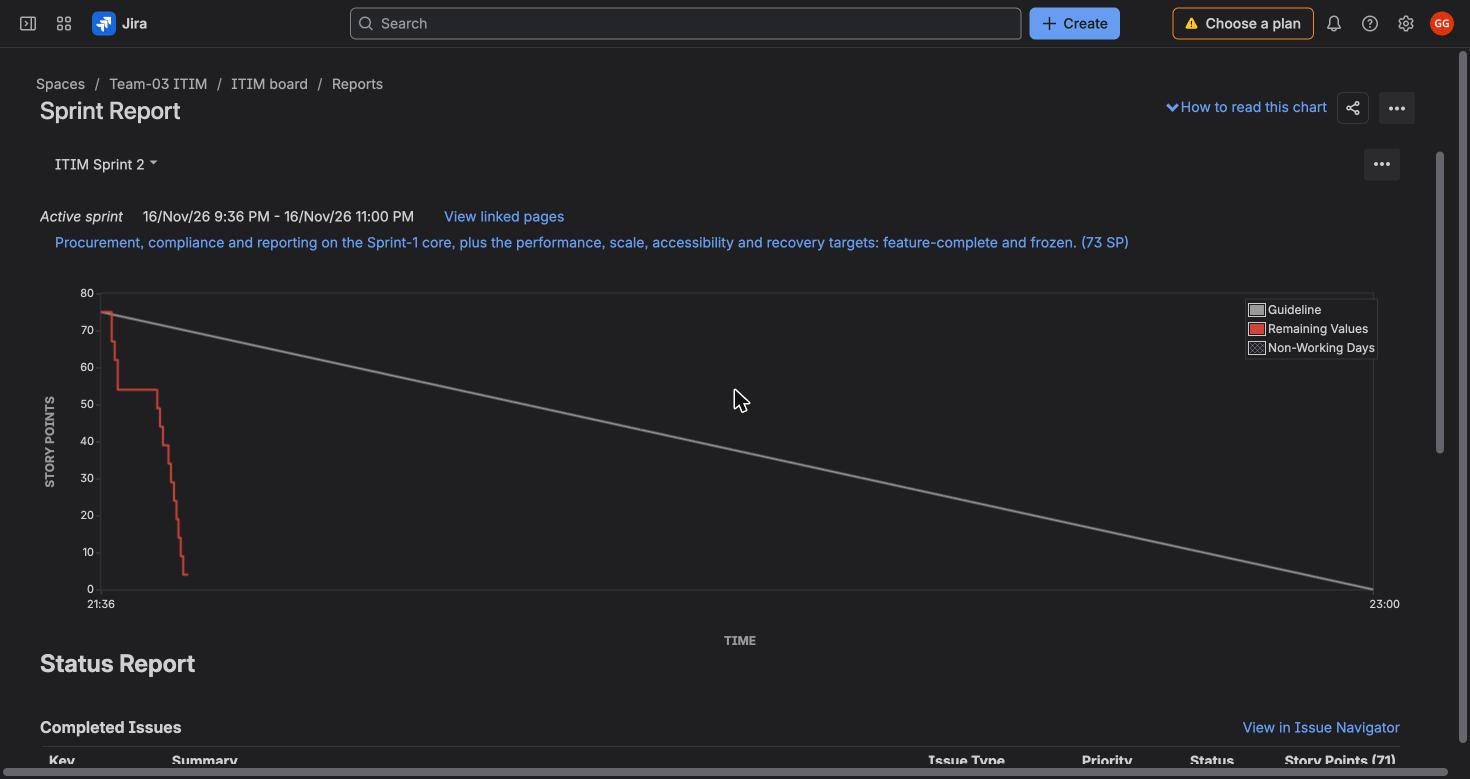 Jira
Search
+ Create
Choose a plan
GG
Spaces / Team-03 ITIM / ITIM board / Reports
Sprint Report
How to read this chart
ITIM Sprint 2
Active sprint 16/Nov/26 9:36 PM - 16/Nov/26 11:00 PM View linked pages
Procurement, compliance and reporting on the Sprint-1 core, plus the performance, scale, accessibility and recovery targets: feature-complete and frozen. (73 SP)
80
70
60
50
40
30
20
10
0
STORY POINTS
Guideline
Remaining Values
Non-Working Days
21:36
23:00
TIME
Status Report
Completed Issues
View in Issue Navigator
Key Summary Issue Type Priority Status Story Points (71)